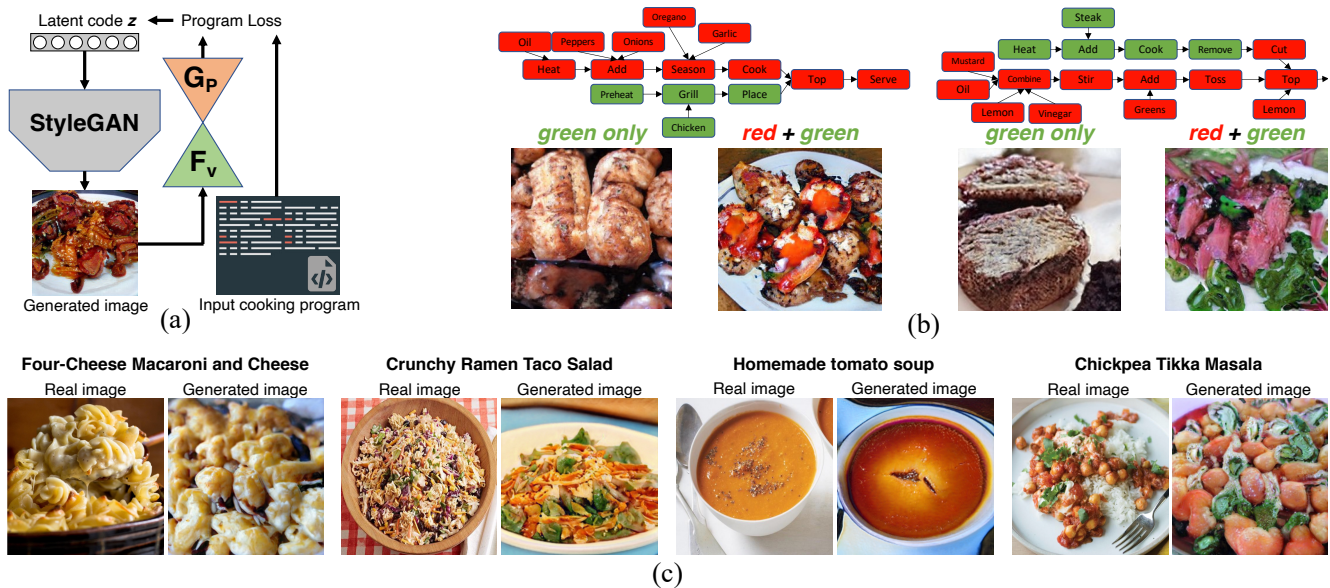 Latent code z
Program Loss
StyleGAN
GP
Fv
Generated image
Input cooking program
</>
(a)
Oregano
Oil
Peppers
Onions
Garlic
Heat
Add
Season
Cook
Top
Serve
Preheat
Grill
Place
Chicken
green only
red + green
Steak
Heat
Add
Cook
Remove
Cut
Mustard
Combine
Stir
Add
Toss
Top
Oil
Lemon
Vinegar
Greens
Lemon
green only
red + green
(b)
Four-Cheese Macaroni and Cheese
Real image
Generated image
Crunchy Ramen Taco Salad
Real image
Generated image
Homemade tomato soup
Real image
Generated image
Chickpea Tikka Masala
Real image
Generated image
(c)